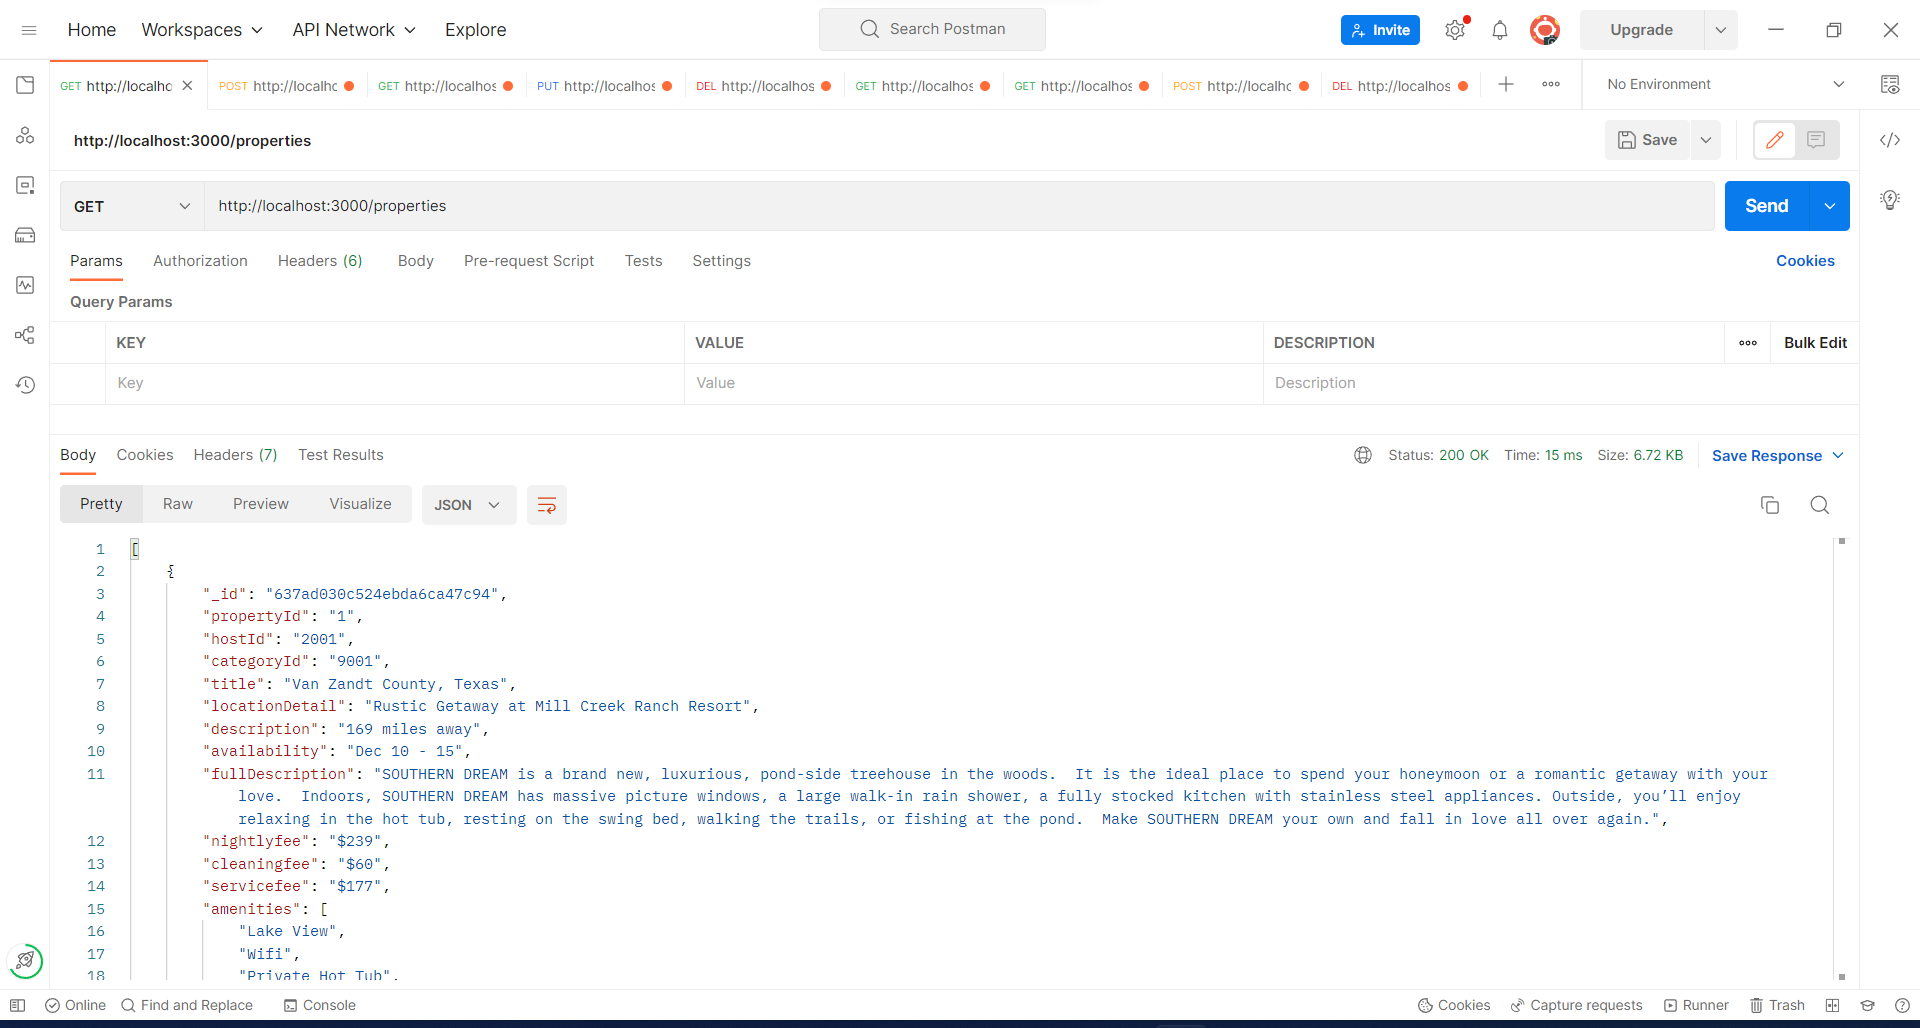 Home Workspaces API Network Explore Search Postman Invite Upgrade
GET http://localho POST http://localhc GET http://localhos PUT http://localhos DEL http://localhos GET http://localhos GET http://localhos POST http://localhc DEL http://localhos No Environment
http://localhost:3000/properties Save
GET http://localhost:3000/properties Send
Params Authorization Headers (6) Body Pre-request Script Tests Settings Cookies
Query Params
KEY VALUE DESCRIPTION Bulk Edit
Key Value Description
Body Cookies Headers (7) Test Results Status: 200 OK Time: 15 ms Size: 6.72 KB Save Response
Pretty Raw Preview Visualize JSON
1 [
2 {
3 "_id": "637ad030c524ebda6ca47c94",
4 "propertyId": "1",
5 "hostId": "2001",
6 "categoryId": "9001",
7 "title": "Van Zandt County, Texas",
8 "locationDetail": "Rustic Getaway at Mill Creek Ranch Resort",
9 "description": "169 miles away",
10 "availability": "Dec 10 - 15",
11 "fullDescription": "SOUTHERN DREAM is a brand new, luxurious, pond-side treehouse in the woods.  It is the ideal place to spend your honeymoon or a romantic getaway with your
love.  Indoors, SOUTHERN DREAM has massive picture windows, a large walk-in rain shower, a fully stocked kitchen with stainless steel appliances. Outside, you’ll enjoy
relaxing in the hot tub, resting on the swing bed, walking the trails, or fishing at the pond.  Make SOUTHERN DREAM your own and fall in love all over again.",
12 "nightlyfee": "$239",
13 "cleaningfee": "$60",
14 "servicefee": "$177",
15 "amenities": [
16 "Lake View",
17 "Wifi",
18 "Private Hot Tub",
Online Find and Replace Console Cookies Capture requests Runner Trash